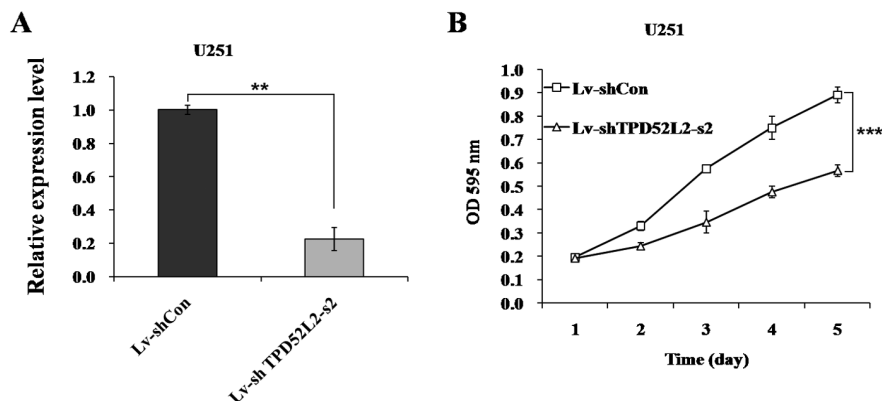 A
U251
Relative expression level
1.2
1.0
0.8
0.6
0.4
0.2
0.0
**
Lv-shCon
Lv-sh TPD52L2-s2
B
U251
OD 595 nm
1.0
0.9
0.8
0.7
0.6
0.5
0.4
0.3
0.2
0.1
0.0
Lv-shCon
Lv-shTPD52L2-s2
***
1 2 3 4 5
Time (day)